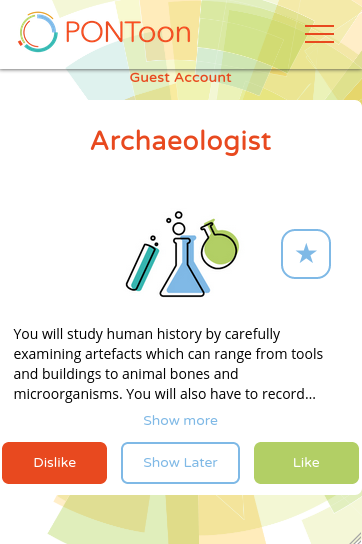 PONToon
Guest Account
Archaeologist
You will study human history by carefully
examining artefacts which can range from tools
and buildings to animal bones and
microorganisms. You will also have to record...
Show more
Dislike
Show Later
Like